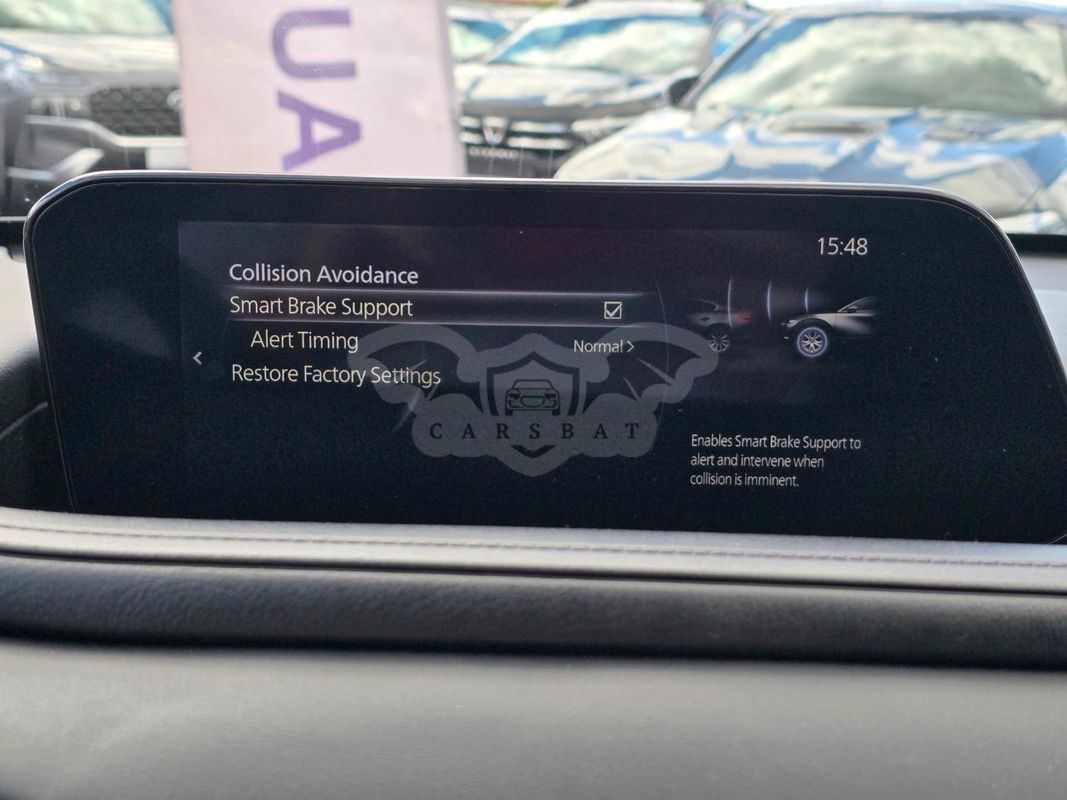 UA
15:48
Collision Avoidance
Smart Brake Support
Alert Timing
Normal
Restore Factory Settings
CARSBAT
Enables Smart Brake Support to
alert and intervene when
collision is imminent.